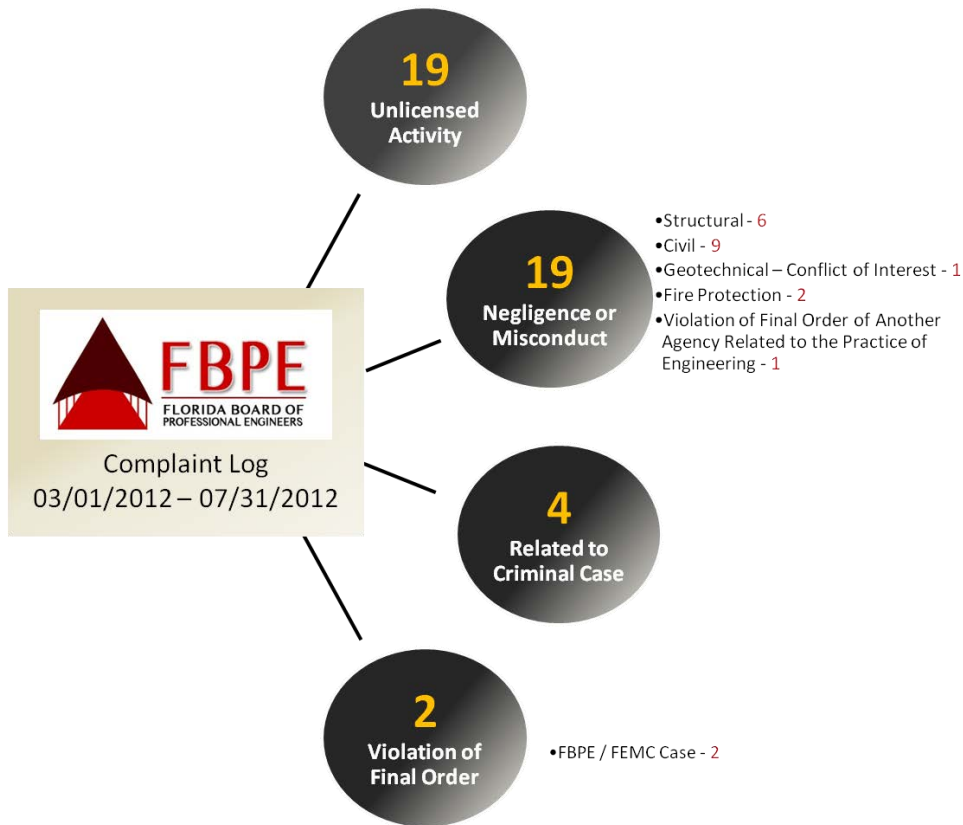 19
Unlicensed
Activity
19
Negligence or
Misconduct
•Structural - 6
•Civil - 9
•Geotechnical – Conflict of Interest - 1
•Fire Protection - 2
•Violation of Final Order of Another
Agency Related to the Practice of
Engineering - 1
FBPE
FLORIDA BOARD OF
PROFESSIONAL ENGINEERS
Complaint Log
03/01/2012 – 07/31/2012
4
Related to
Criminal Case
2
Violation of
Final Order
•FBPE / FEMC Case - 2